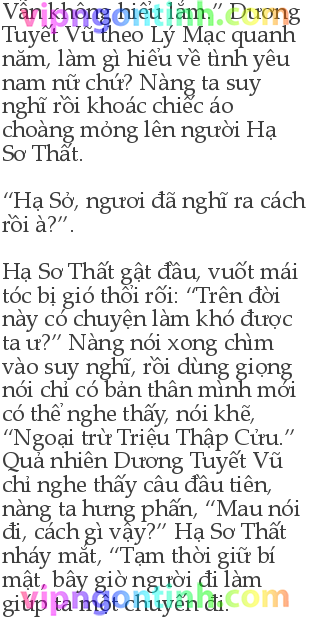 Vẫn không hiểu lắm.” Dương
Tuyết Vũ theo Lý Mạc quanh
năm, làm gì hiểu về tình yêu
nam nữ chứ? Nàng ta suy
nghĩ rồi khoác chiếc áo
choàng mỏng lên người Hạ
Sơ Thất.
“Hạ Sở, ngươi đã nghĩ ra cách
rồi à?”.
Hạ Sơ Thất gật đầu, vuốt mái
tóc bị gió thổi rối: “Trên đời
này có chuyện làm khó được
ta ư?” Nàng nói xong chìm
vào suy nghĩ, rồi dùng giọng
nói chỉ có bản thân mình mới
có thể nghe thấy, nói khẽ,
“Ngoại trừ Triệu Thập Cửu.”
Quả nhiên Dương Tuyết Vũ
chỉ nghe thấy câu đầu tiên,
nàng ta hưng phấn, “Mau nói
đi, cách gì vậy?” Hạ Sơ Thất
nháy mắt, “Tạm thời giữ bí
mật, bây giờ người đi làm
giúp ta một chuyến đi.
vipngontinh.com
vipngontinh.com